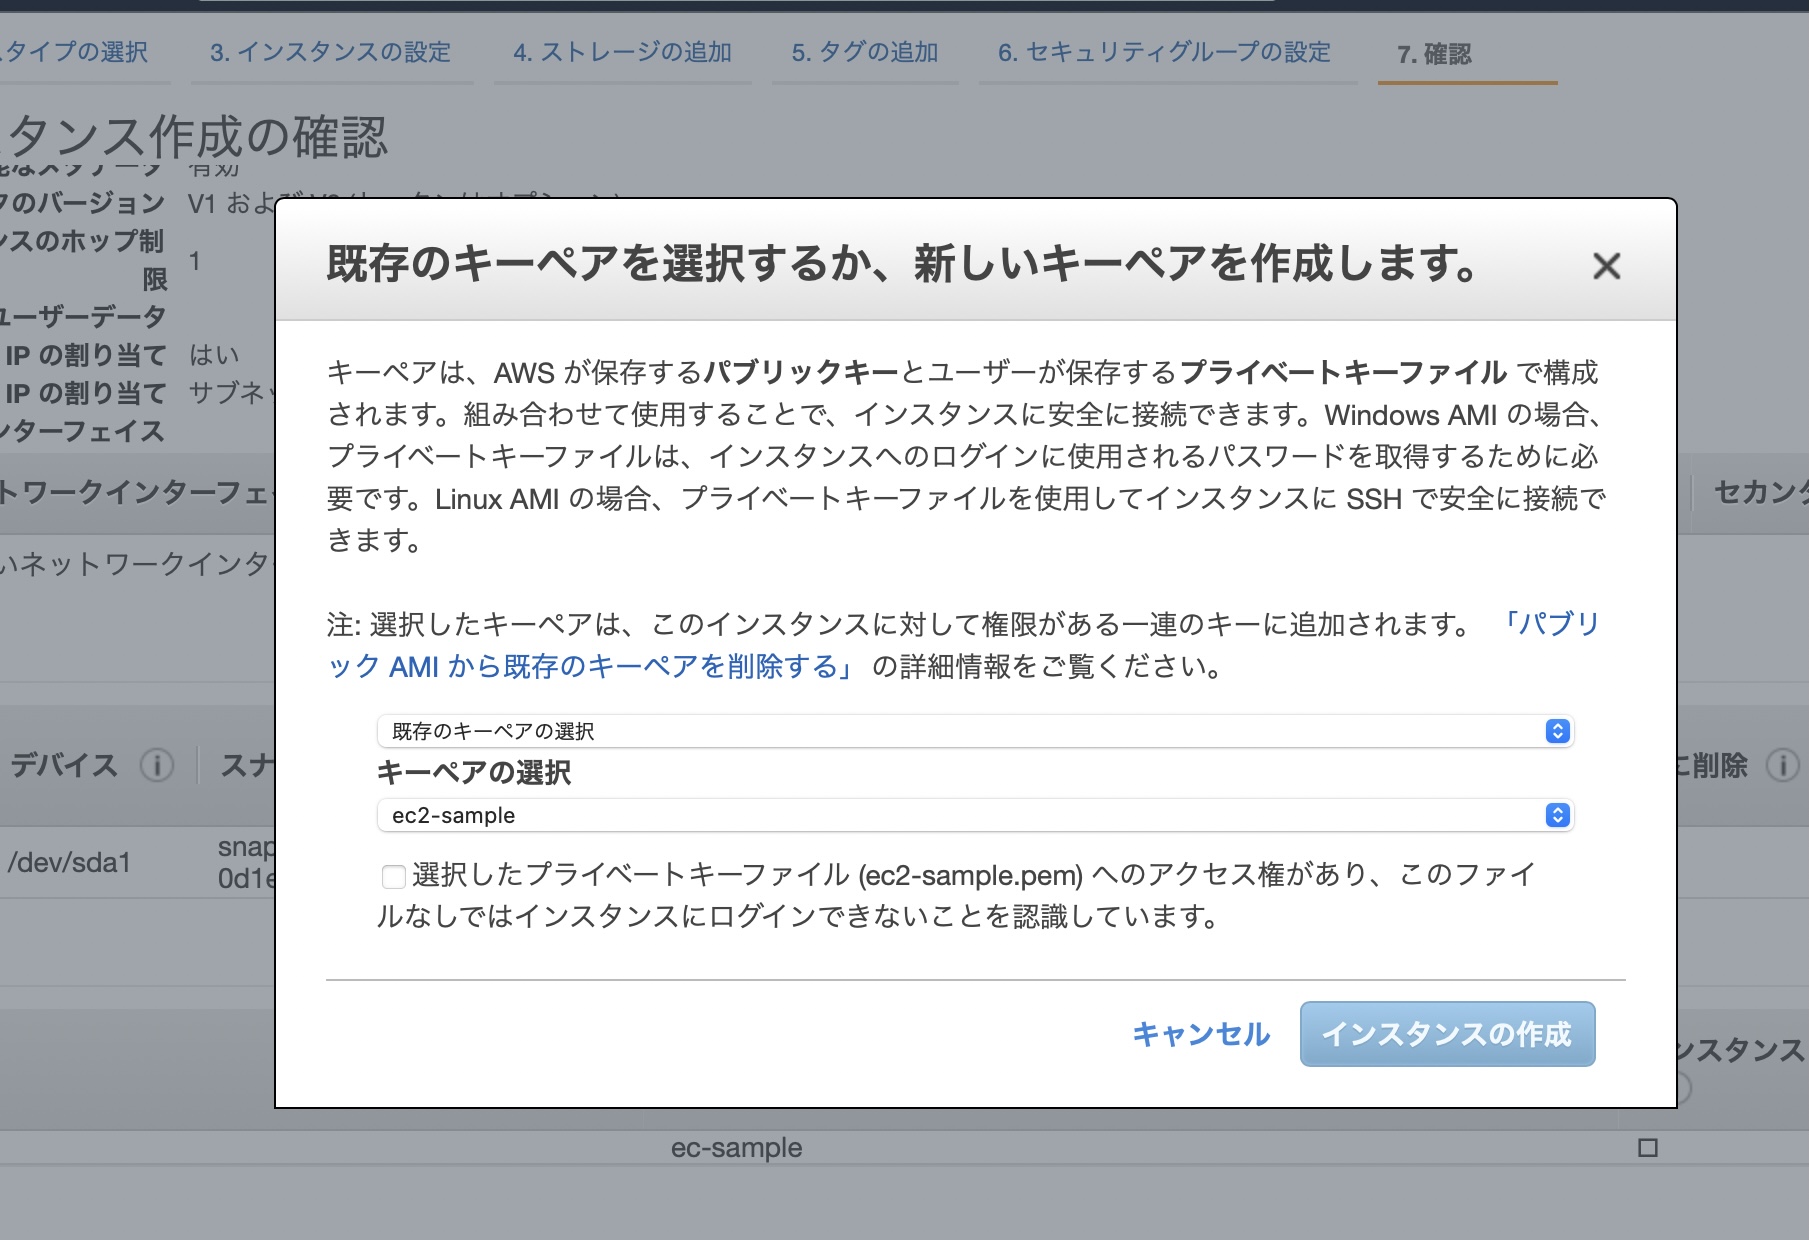 .タイプの選択
3. インスタンスの設定
4. ストレージの追加
5. タグの追加
6. セキュリティグループの設定
7. 確認
タンス作成の確認
有効
クのバージョン
V1 および
ンスのホップ制
限
1
ユーザーデータ
IP の割り当て はい
IP の割り当て サブネッ
ンターフェイス
トワークインターフェ
セカンダ
いネットワークインタ
デバイス
スナ
に削除
/dev/sda1
snap
0d1e
ンスタンス
ec-sample
既存のキーペアを選択するか、新しいキーペアを作成します。
キーペアは、AWS が保存するパブリックキーとユーザーが保存するプライベートキーファイル で構成
されます。組み合わせて使用することで、インスタンスに安全に接続できます。Windows AMI の場合、
プライベートキーファイルは、インスタンスへのログインに使用されるパスワードを取得するために必
要です。Linux AMI の場合、プライベートキーファイルを使用してインスタンスに SSH で安全に接続で
きます。
注: 選択したキーペアは、このインスタンスに対して権限がある一連のキーに追加されます。 「パブリ
ック AMI から既存のキーペアを削除する」 の詳細情報をご覧ください。
既存のキーペアの選択
キーペアの選択
ec2-sample
選択したプライベートキーファイル (ec2-sample.pem) へのアクセス権があり、このファイ
ルなしではインスタンスにログインできないことを認識しています。
キャンセル
インスタンスの作成